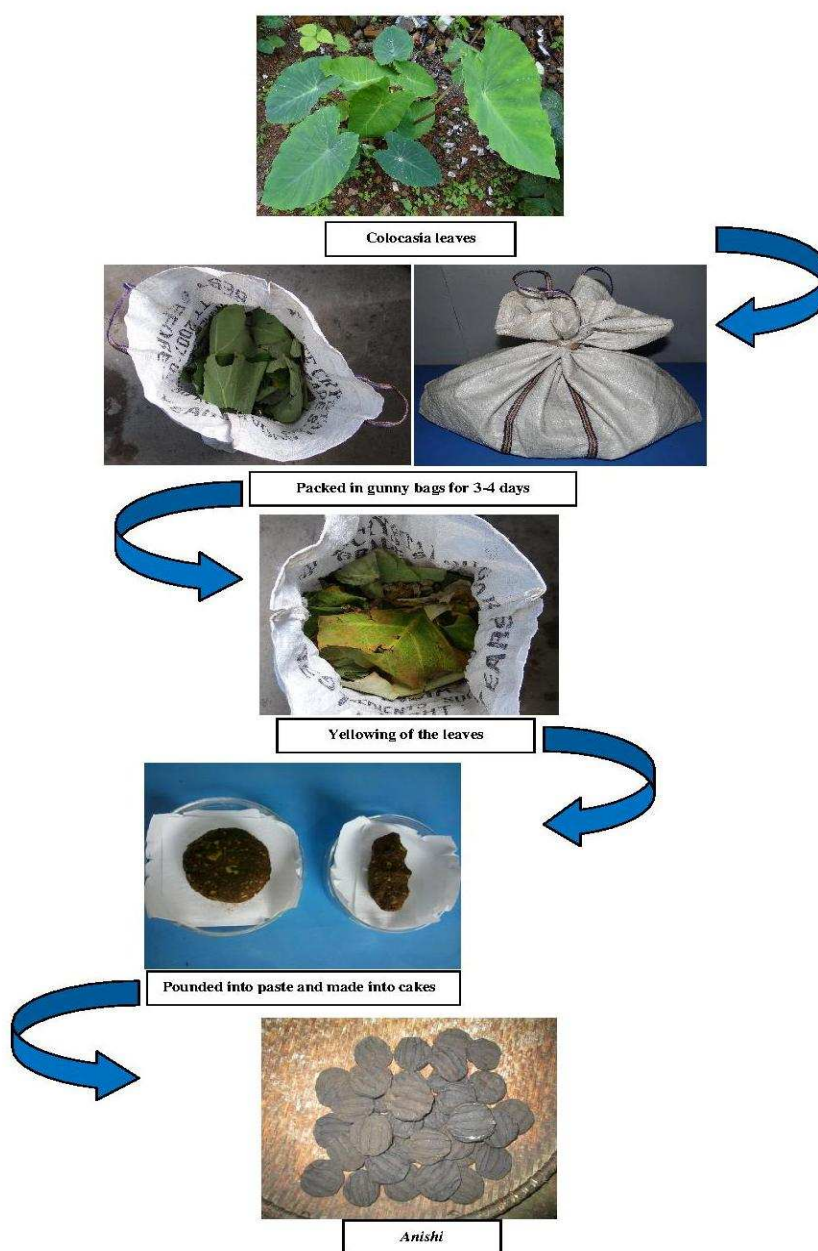 Colocasia leaves
Packed in gunny bags for 3-4 days
Yellowing of the leaves
Pounded into paste and made into cakes
Anishi